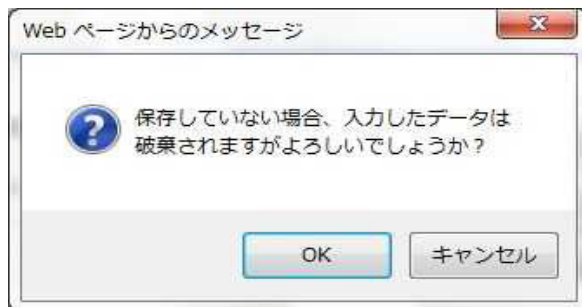 Web ページからのメッセージ
保存していない場合、入力したデータは
破棄されますがよろしいでしょうか？
OK
キャンセル